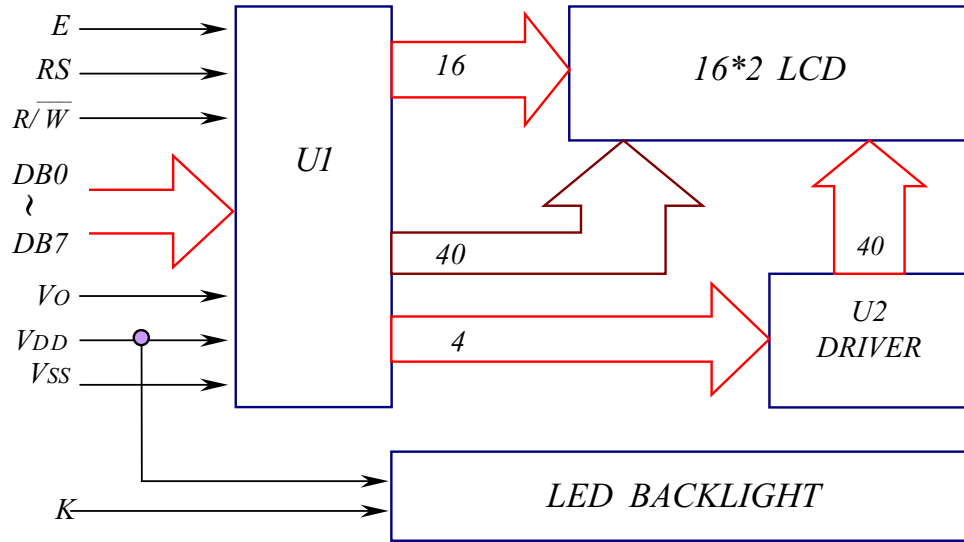 E
RS
R/W̅
DB0
~
DB7
VO
VDD
VSS
K
U1
16
40
4
16*2 LCD
40
U2
DRIVER
LED BACKLIGHT